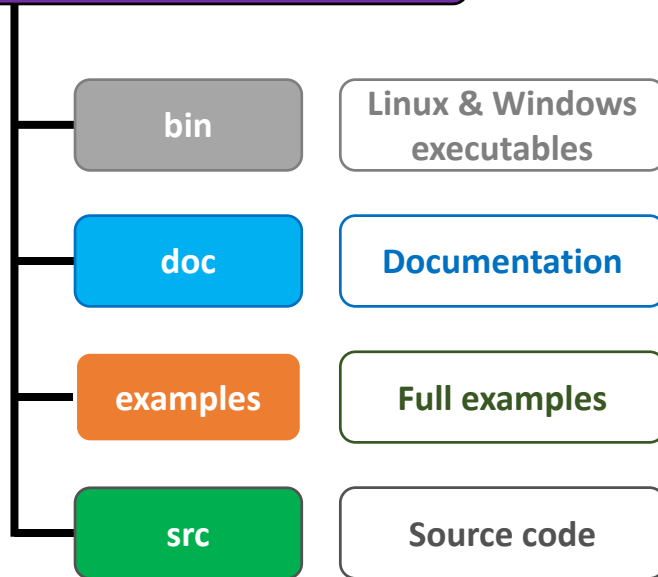 bin
Linux & Windows
executables
doc
Documentation
examples
Full examples
src
Source code